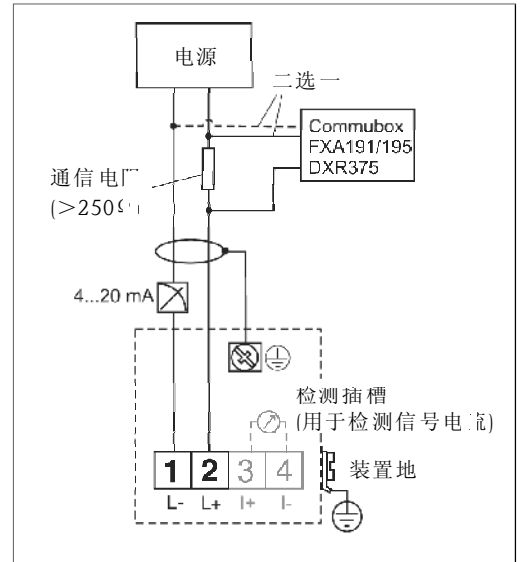 电源
二选一
Commubox
FXA191/195
DXR375
通信电
(>250
4...20 mA
检测插槽
(用于检测信号电流)
1 2 3 4
L- L+ I+ I-
装置地